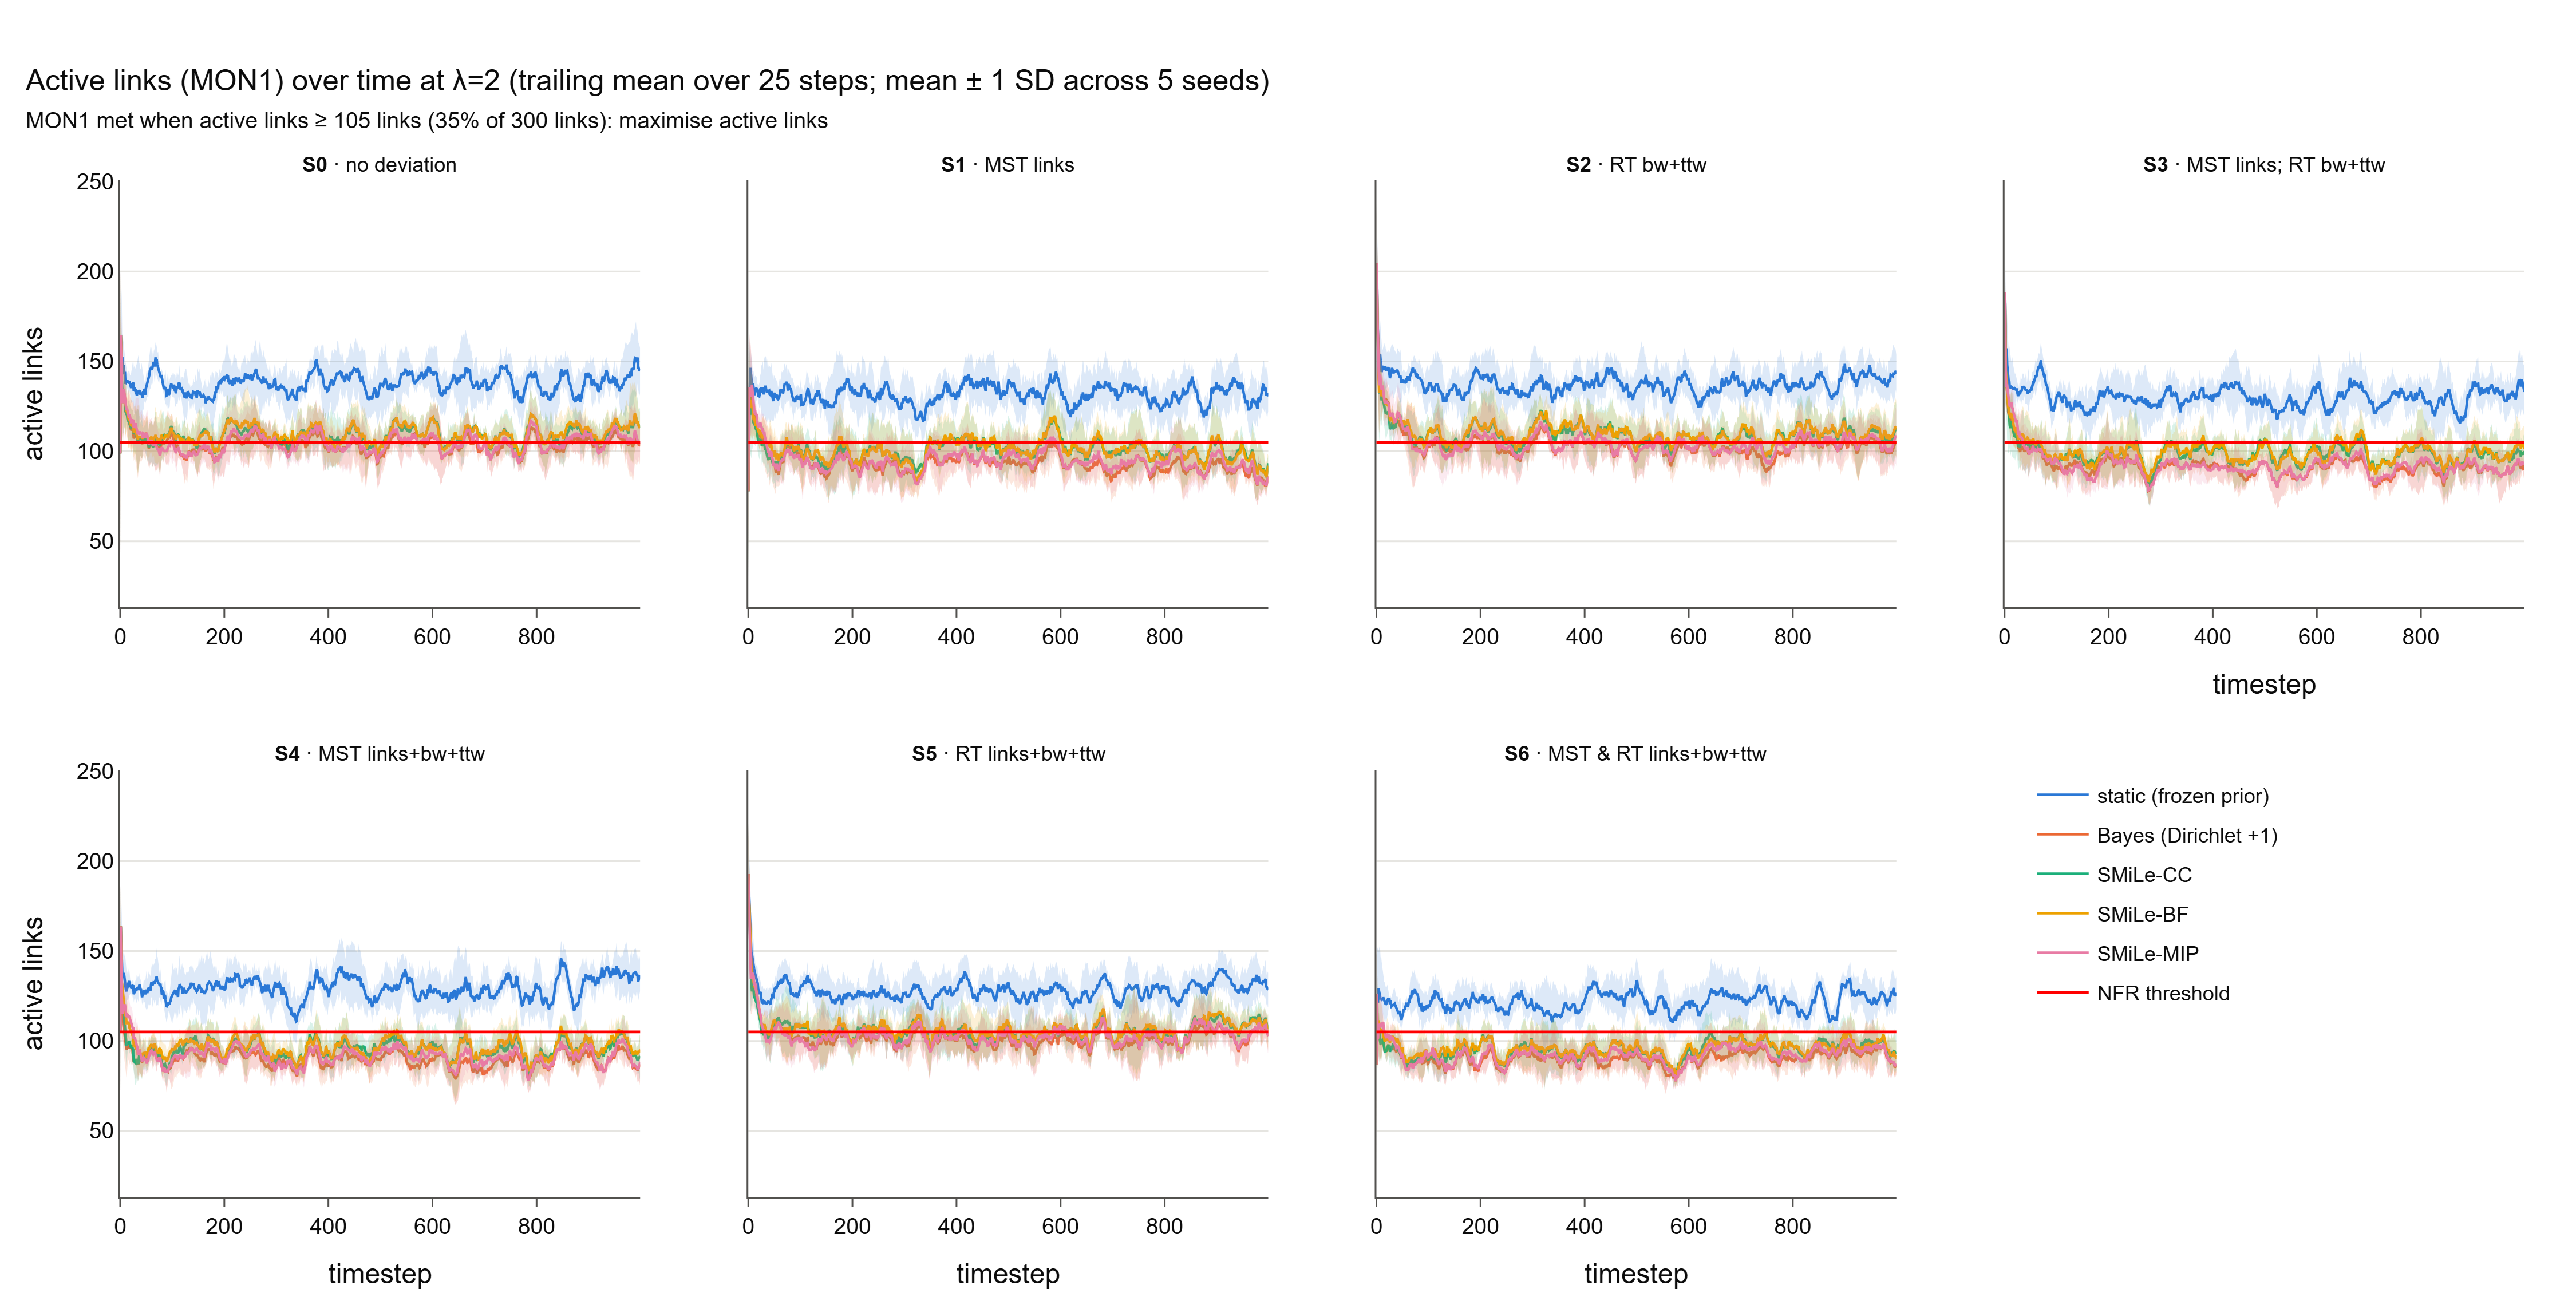 Active links (MON1) over time at λ=2 (trailing mean over 25 steps; mean ± 1 SD across 5 seeds)
MON1 met when active links ≥ 105 links (35% of 300 links): maximise active links
S0 · no deviation
S1 · MST links
S2 · RT bw+ttw
S3 · MST links; RT bw+ttw
active links
250
200
150
100
50
0 200 400 600 800
0 200 400 600 800
0 200 400 600 800
0 200 400 600 800
timestep
S4 · MST links+bw+ttw
S5 · RT links+bw+ttw
S6 · MST & RT links+bw+ttw
active links
250
200
150
100
50
0 200 400 600 800
0 200 400 600 800
0 200 400 600 800
timestep
timestep
timestep
static (frozen prior)
Bayes (Dirichlet +1)
SMiLe-CC
SMiLe-BF
SMiLe-MIP
NFR threshold